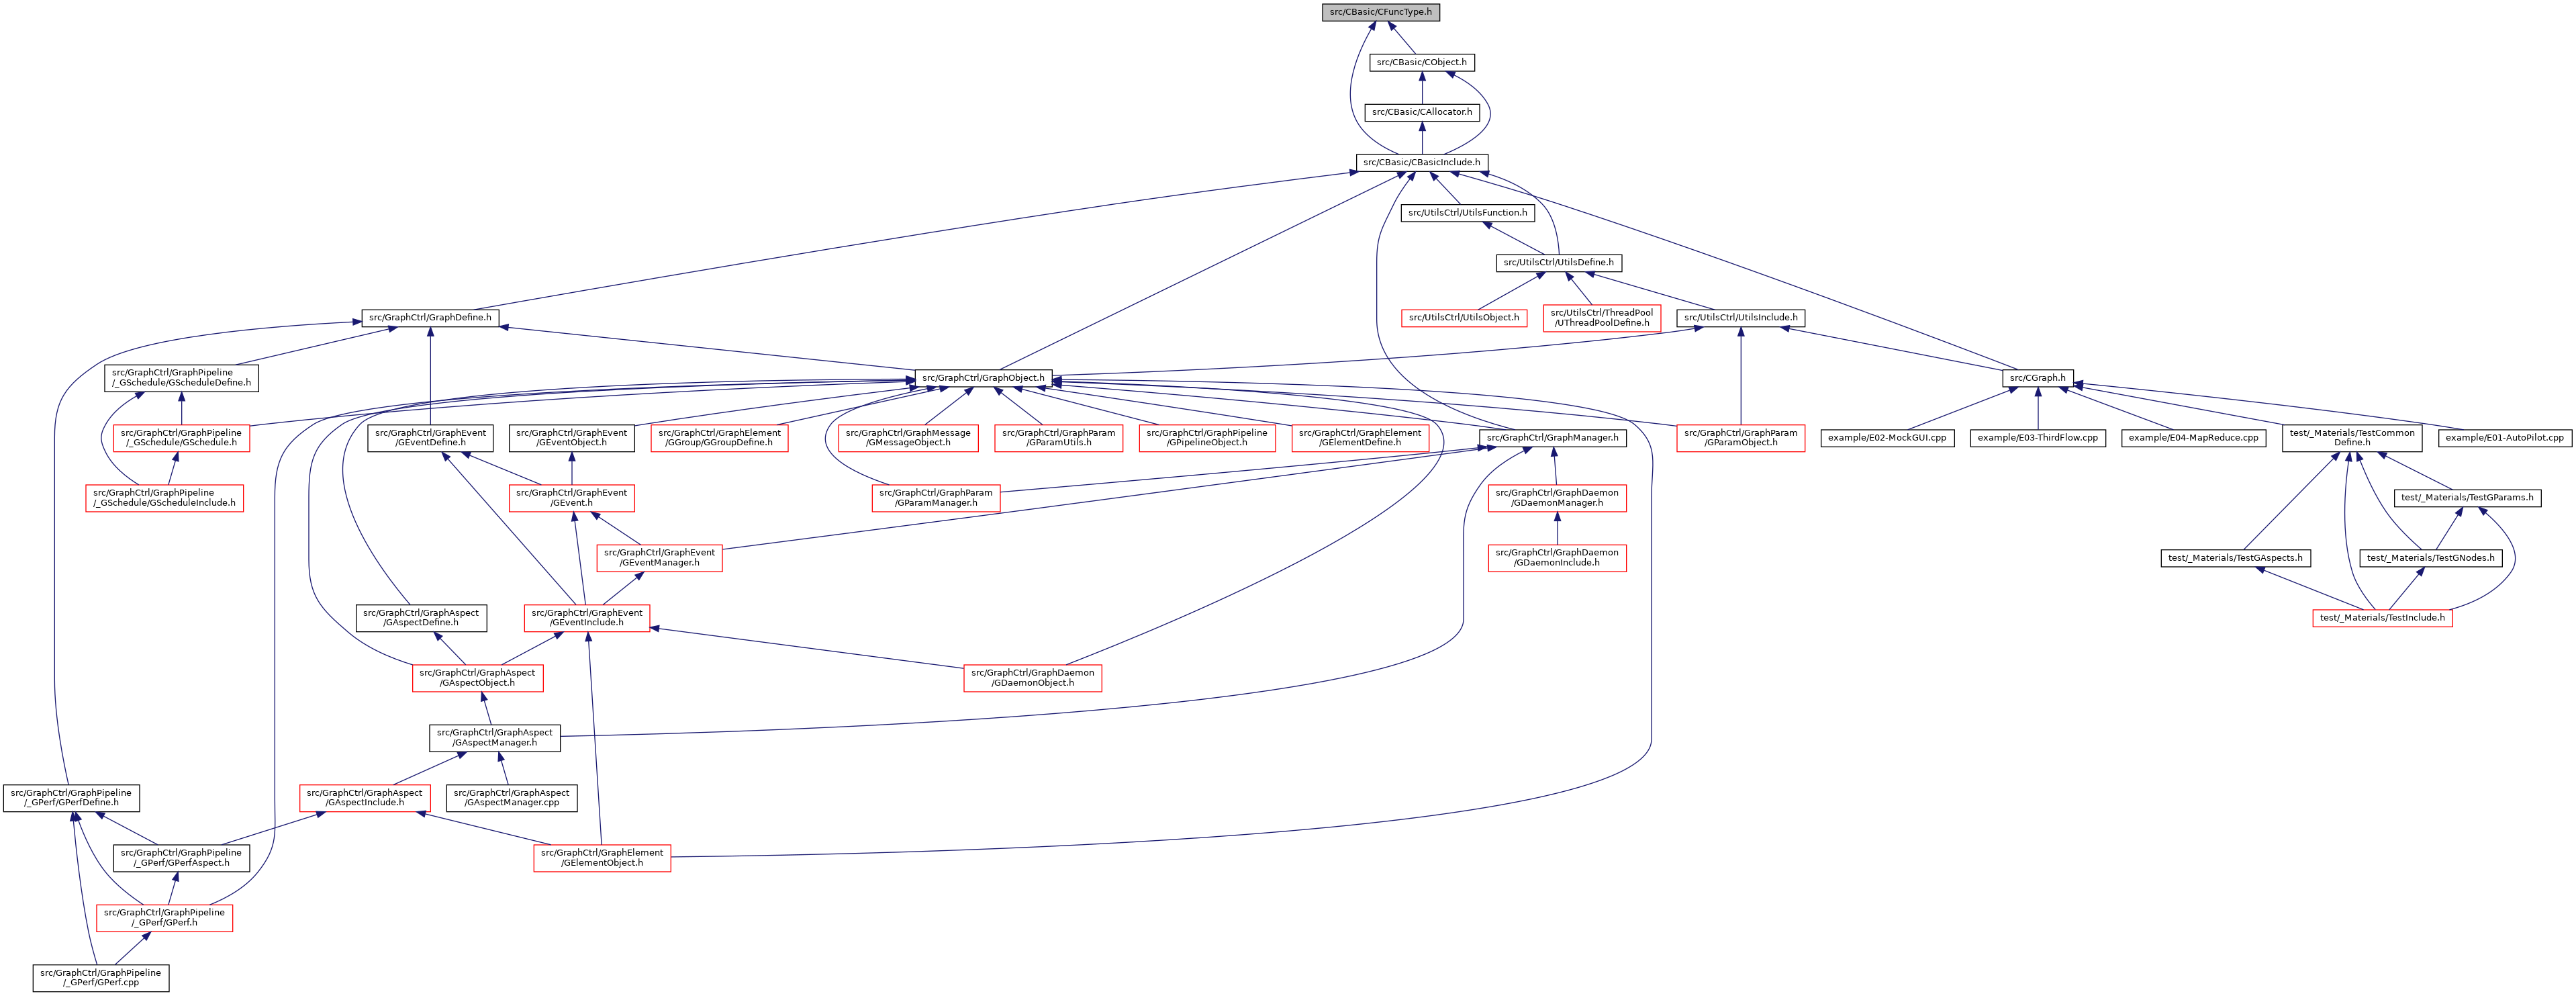 src/CBasic/CFuncType.h
src/CBasic/CObject.h
src/CBasic/CAllocator.h
src/CBasic/CBasicInclude.h
src/UtilsCtrl/UtilsFunction.h
src/UtilsCtrl/UtilsDefine.h
src/GraphCtrl/GraphDefine.h
src/UtilsCtrl/UtilsObject.h
src/UtilsCtrl/ThreadPool
/UThreadPoolDefine.h
src/UtilsCtrl/UtilsInclude.h
src/GraphCtrl/GraphPipeline
/_GSchedule/GScheduleDefine.h
src/GraphCtrl/GraphObject.h
src/CGraph.h
src/GraphCtrl/GraphPipeline
/_GSchedule/GSchedule.h
src/GraphCtrl/GraphEvent
/GEventDefine.h
src/GraphCtrl/GraphEvent
/GEventObject.h
src/GraphCtrl/GraphElement
/GGroup/GGroupDefine.h
src/GraphCtrl/GraphMessage
/GMessageObject.h
src/GraphCtrl/GraphParam
/GParamUtils.h
src/GraphCtrl/GraphPipeline
/GPipelineObject.h
src/GraphCtrl/GraphElement
/GElementDefine.h
src/GraphCtrl/GraphManager.h
src/GraphCtrl/GraphParam
/GParamObject.h
example/E02-MockGUI.cpp
example/E03-ThirdFlow.cpp
example/E04-MapReduce.cpp
test/_Materials/TestCommon
Define.h
example/E01-AutoPilot.cpp
src/GraphCtrl/GraphPipeline
/_GSchedule/GScheduleInclude.h
src/GraphCtrl/GraphEvent
/GEvent.h
src/GraphCtrl/GraphParam
/GParamManager.h
src/GraphCtrl/GraphDaemon
/GDaemonManager.h
test/_Materials/TestGParams.h
src/GraphCtrl/GraphEvent
/GEventManager.h
src/GraphCtrl/GraphDaemon
/GDaemonInclude.h
test/_Materials/TestGAspects.h
test/_Materials/TestGNodes.h
src/GraphCtrl/GraphAspect
/GAspectDefine.h
src/GraphCtrl/GraphEvent
/GEventInclude.h
test/_Materials/TestInclude.h
src/GraphCtrl/GraphAspect
/GAspectObject.h
src/GraphCtrl/GraphDaemon
/GDaemonObject.h
src/GraphCtrl/GraphAspect
/GAspectManager.h
src/GraphCtrl/GraphPipeline
/_GPerf/GPerfDefine.h
src/GraphCtrl/GraphAspect
/GAspectInclude.h
src/GraphCtrl/GraphAspect
/GAspectManager.cpp
src/GraphCtrl/GraphPipeline
/_GPerf/GPerfAspect.h
src/GraphCtrl/GraphElement
/GElementObject.h
src/GraphCtrl/GraphPipeline
/_GPerf/GPerf.h
src/GraphCtrl/GraphPipeline
/_GPerf/GPerf.cpp